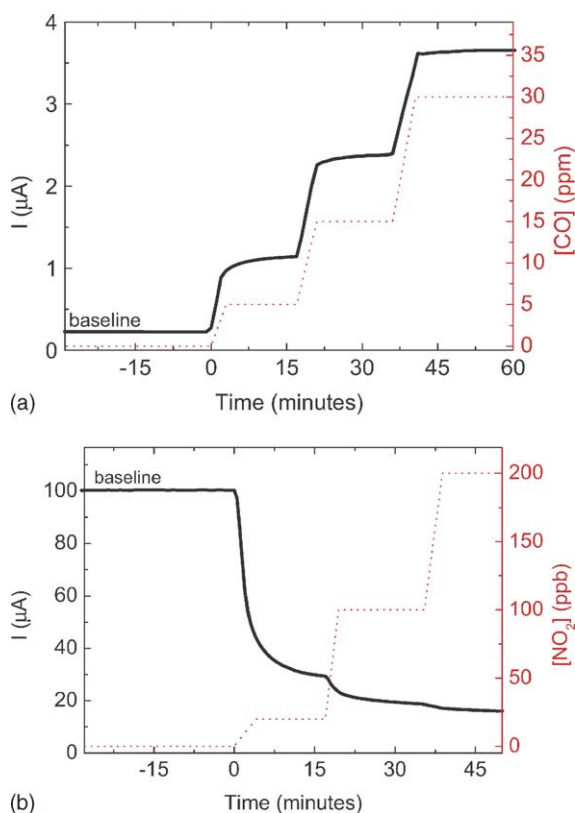 4
3
2
1
0
I (µA)
35
30
25
20
15
10
5
0
[CO] (ppm)
baseline
-15 0 15 30 45 60
Time (minutes)
(a)
100
80
60
40
20
0
I (µA)
200
150
100
50
0
[NO₂] (ppb)
baseline
-15 0 15 30 45
Time (minutes)
(b)